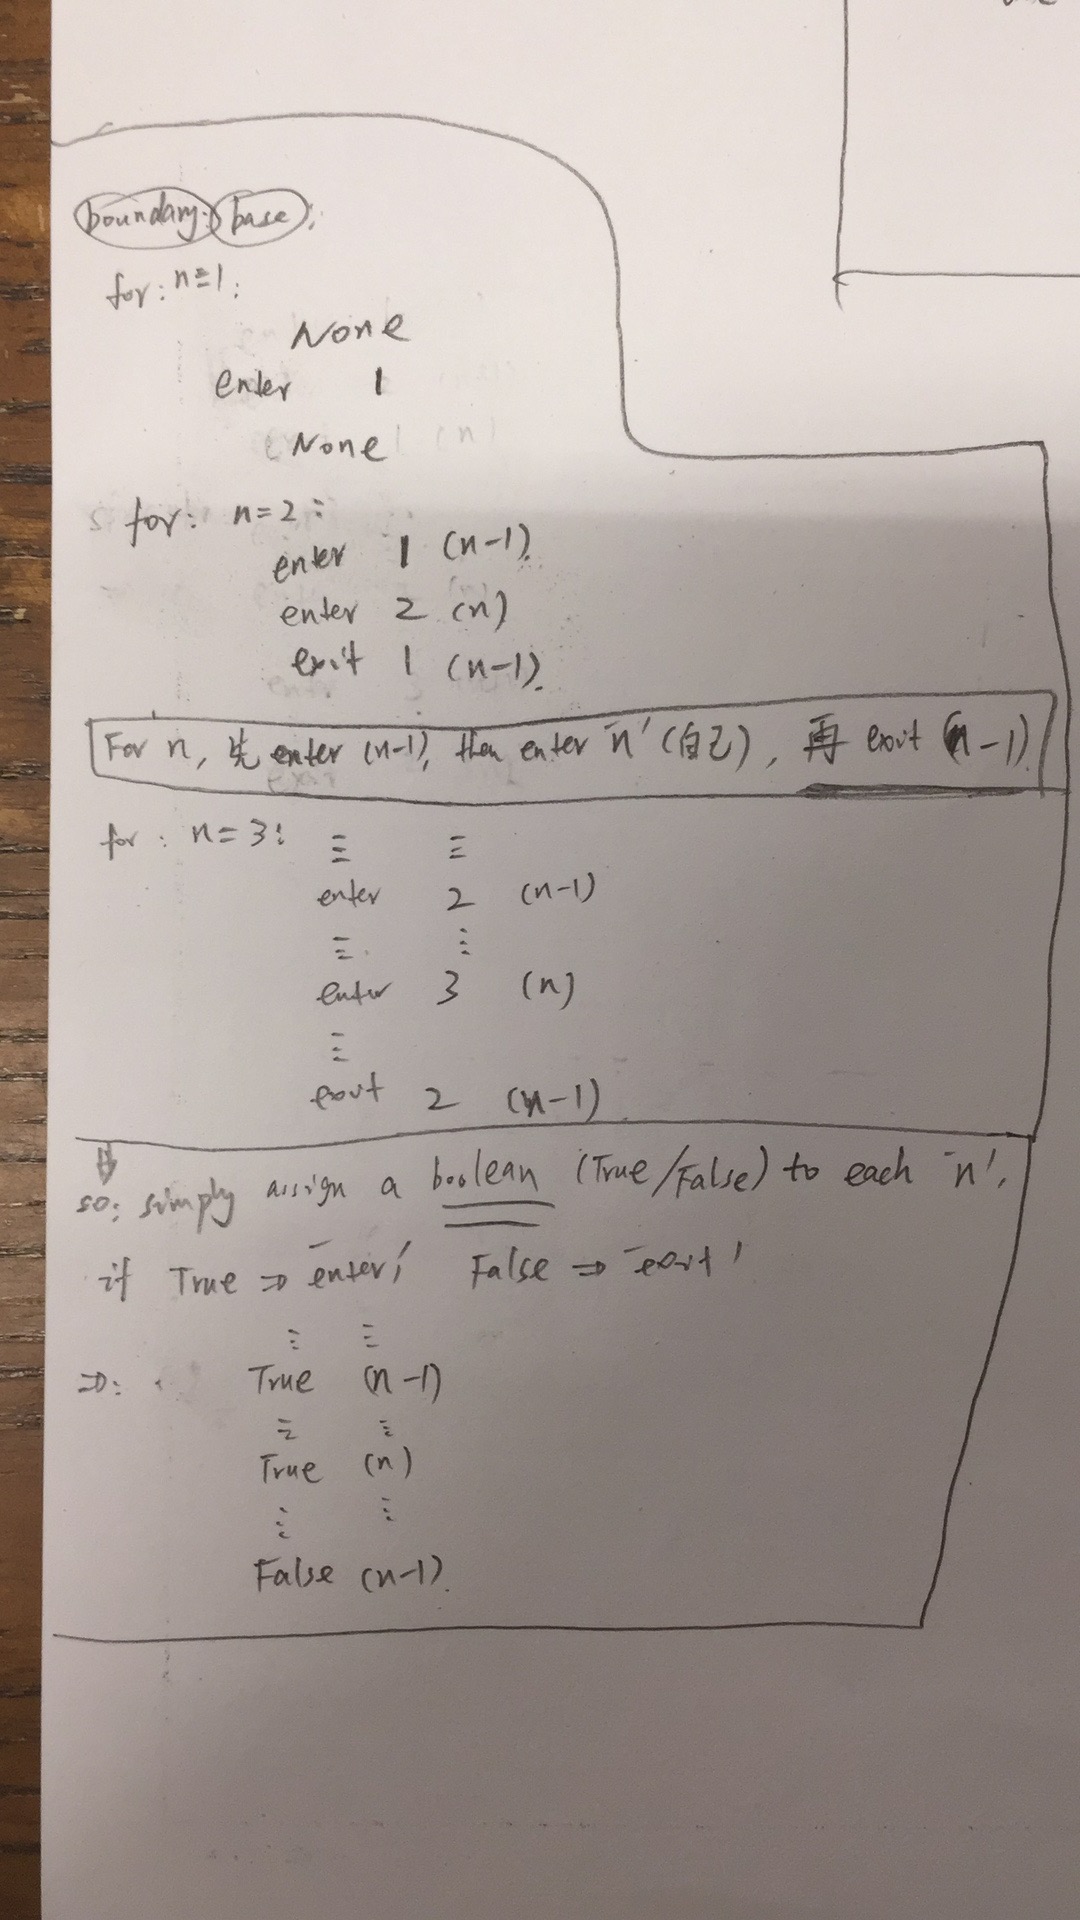 boundary: base:
for: n=1:
None
enter 1
None
for: n=2:
enter 1 (n-1).
enter 2 (n)
exit 1 (n-1).
For n, 先 enter (n-1), then enter "n" (自己), 再 exit (n-1).
for: n=3:
⋮ ⋮
enter 2 (n-1)
⋮ ⋮
enter 3 (n)
⋮
exit 2 (n-1)
⇓
so: simply assign a boolean (True/False) to each "n".
if True ⇒ "enter" False ⇒ "exit"
⋮ ⋮
⇒: True (n-1)
⋮ ⋮
True (n)
⋮ ⋮
False (n-1).